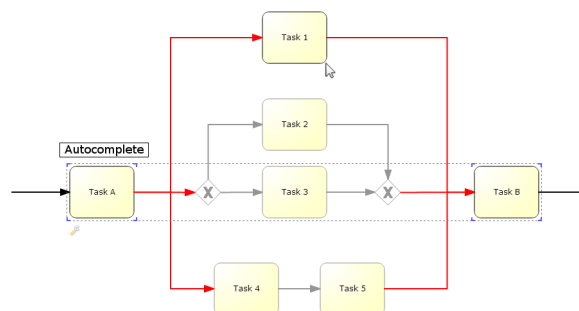 Task 1
Task 2
Autocomplete
Task A
X
Task 3
X
Task B
Task 4
Task 5